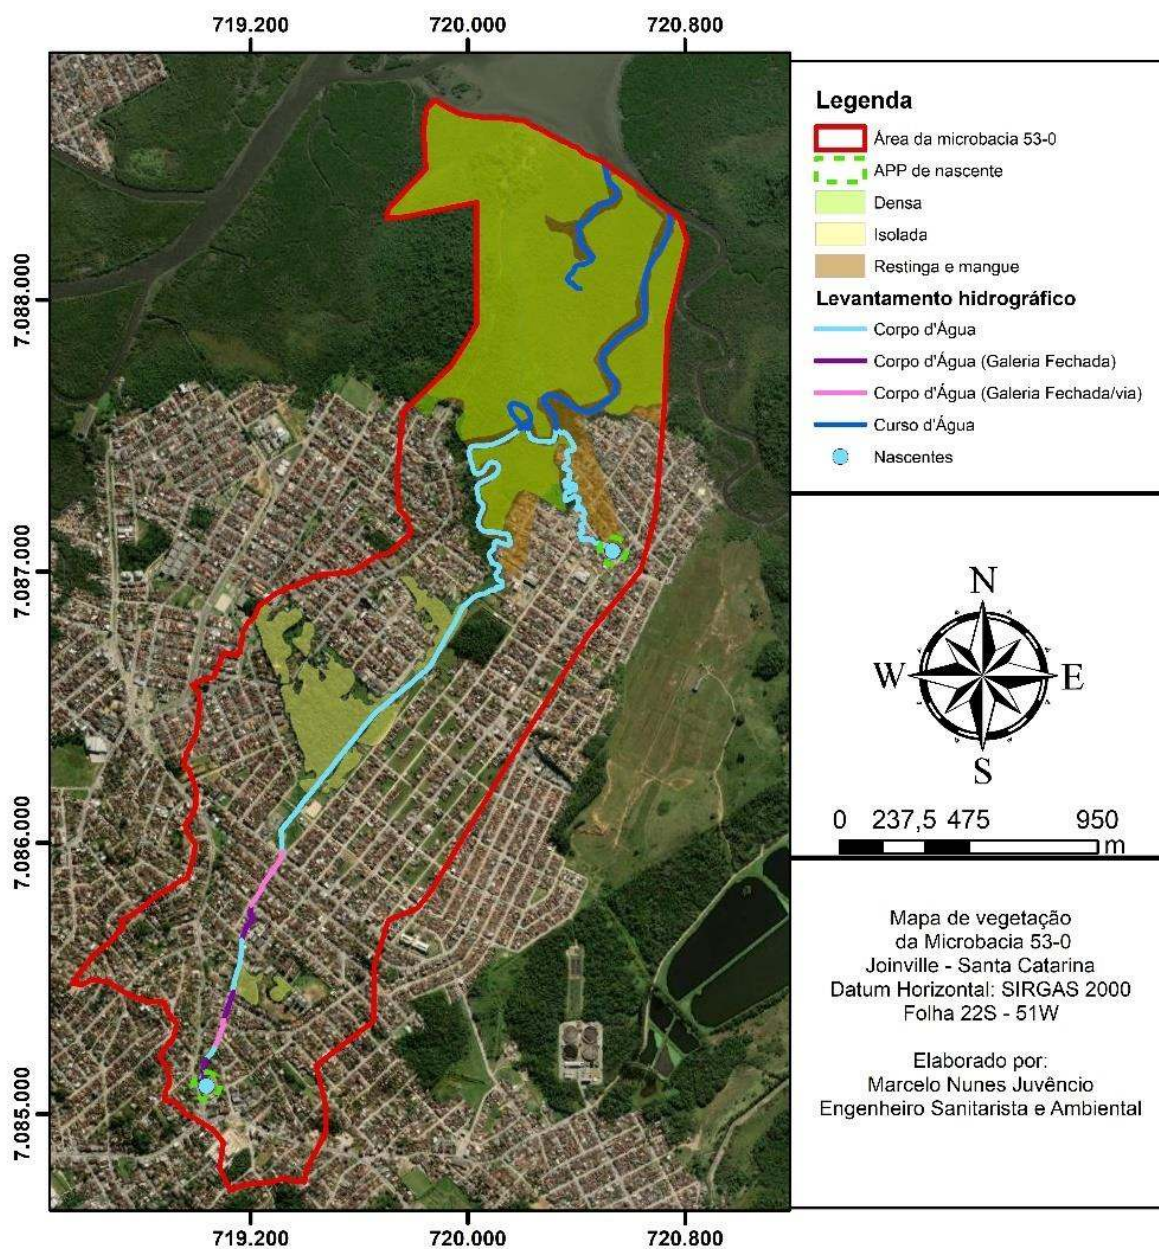 719.200
720.000
720.800
7.088.000
7.087.000
7.086.000
7.085.000
719.200
720.000
720.800
Legenda
Área da microbacia 53-0
APP de nascente
Densa
Isolada
Restinga e mangue
Levantamento hidrográfico
Corpo d'Água
Corpo d'Água (Galeria Fechada)
Corpo d'Água (Galeria Fechada/via)
Curso d'Água
Nascentes
N
W
E
S
0 237,5 475 950
m
Mapa de vegetação
da Microbacia 53-0
Joinville - Santa Catarina
Datum Horizontal: SIRGAS 2000
Folha 22S - 51W
Elaborado por:
Marcelo Nunes Juvêncio
Engenheiro Sanitarista e Ambiental